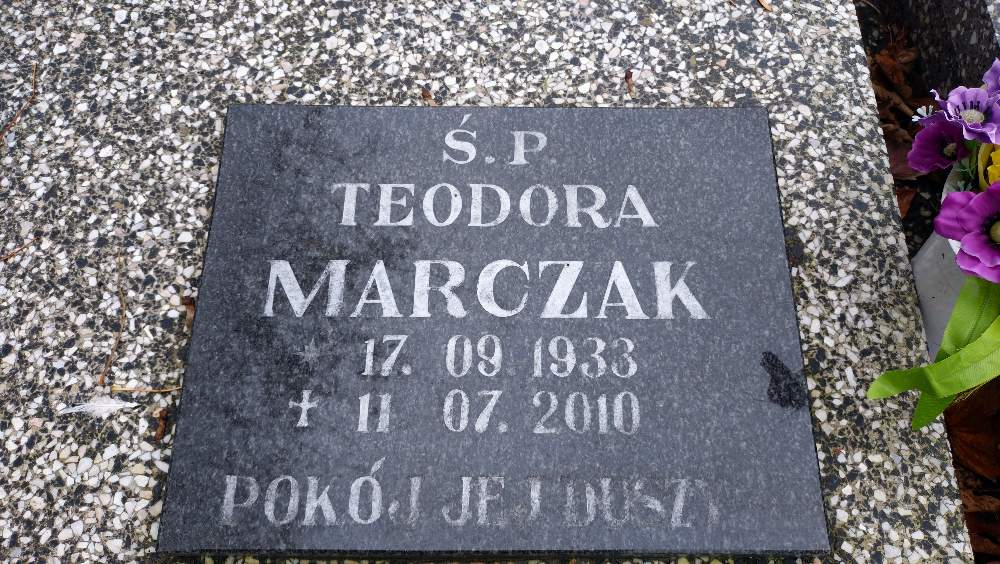 Ś.P.
TEODORA
MARCZAK
* 17. 09 1933
✝ 11 07. 2010
POKÓJ JEJ DUSZY